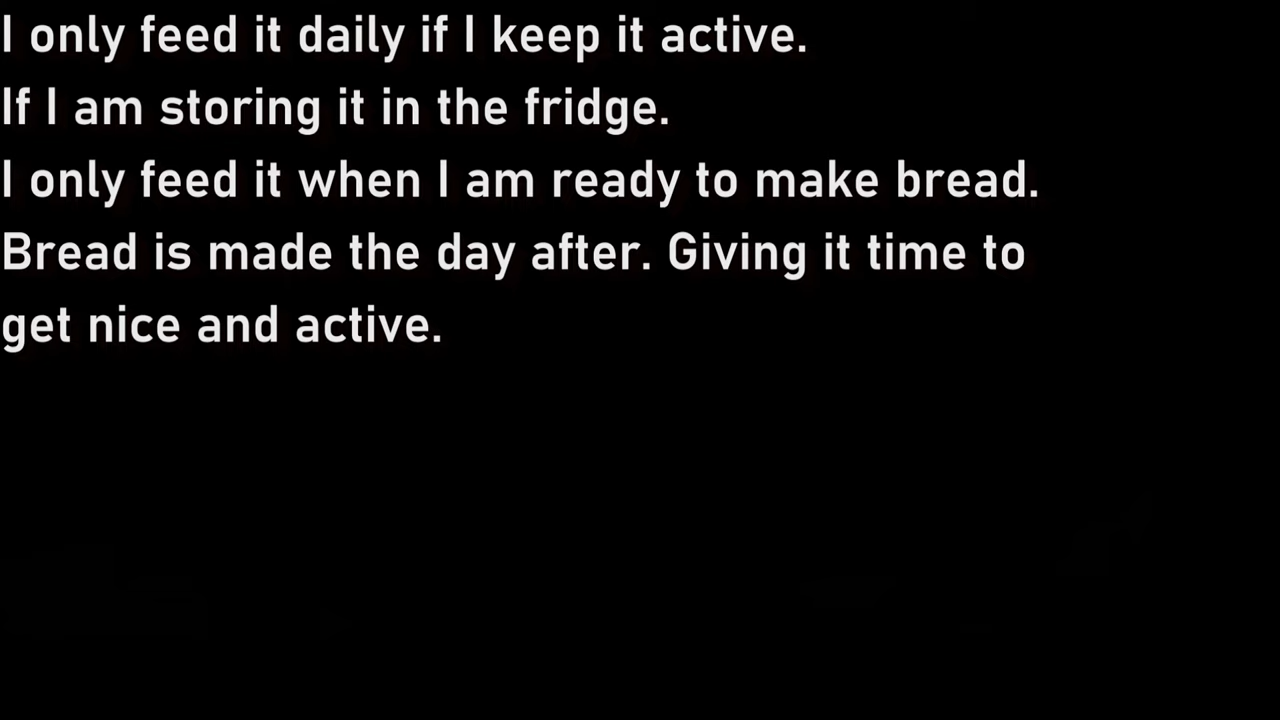 I only feed it daily if I keep it active.
If I am storing it in the fridge.
I only feed it when I am ready to make bread.
Bread is made the day after. Giving it time to
get nice and active.